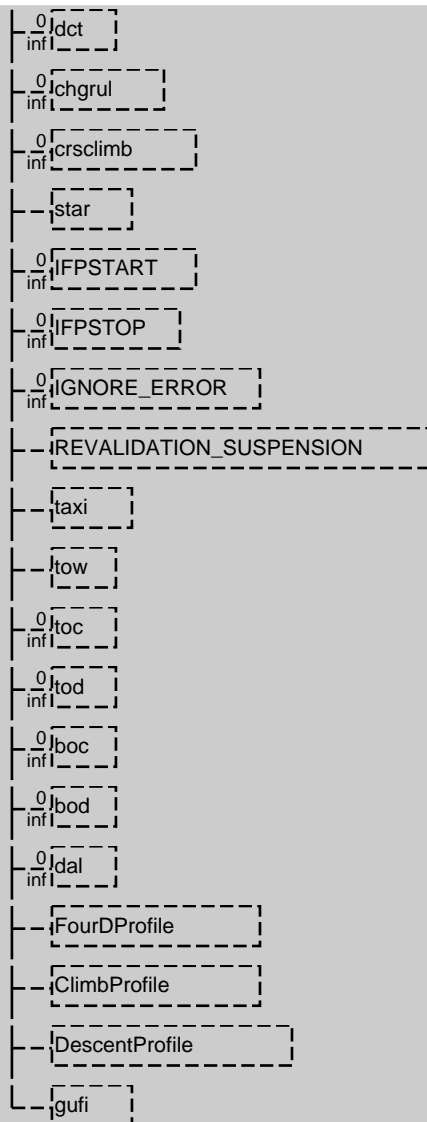 0
inf dct
0
inf chgrul
0
inf crsclimb
star
0
inf IFPSTART
0
inf IFPSTOP
0
inf IGNORE_ERROR
REVALIDATION_SUSPENSION
taxi
tow
0
inf toc
0
inf tod
0
inf boc
0
inf bod
0
inf dal
FourDProfile
ClimbProfile
DescentProfile
gufi